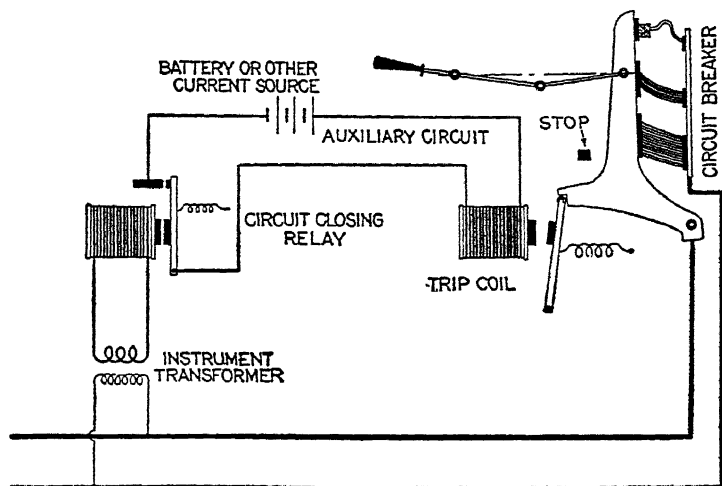 BATTERY OR OTHER
CURRENT SOURCE
AUXILIARY CIRCUIT
STOP
CIRCUIT BREAKER
CIRCUIT CLOSING
RELAY
TRIP COIL
INSTRUMENT
TRANSFORMER